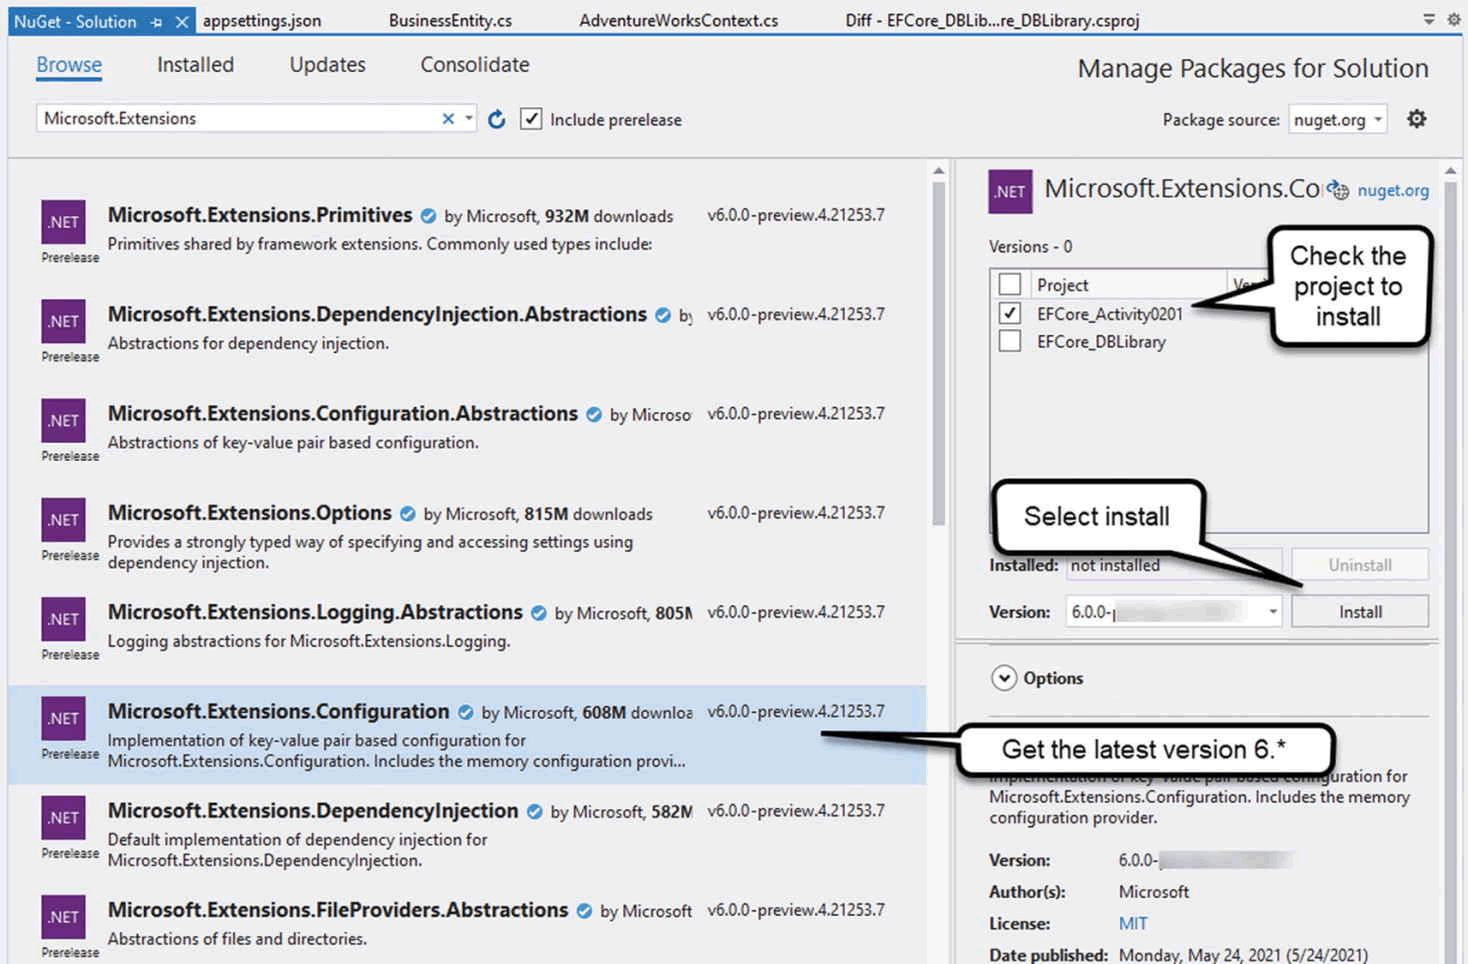 NuGet - Solution
appsettings.json
BusinessEntity.cs
AdventureWorksContext.cs
Diff - EFCore_DBLib...re_DBLibrary.csproj
Browse
Installed
Updates
Consolidate
Manage Packages for Solution
Microsoft.Extensions
Include prerelease
Package source: nuget.org
.NET
Prerelease
Microsoft.Extensions.Primitives by Microsoft, 932M downloads
v6.0.0-preview.4.21253.7
Primitives shared by framework extensions. Commonly used types include:
.NET
Prerelease
Microsoft.Extensions.DependencyInjection.Abstractions by
v6.0.0-preview.4.21253.7
Abstractions for dependency injection.
.NET
Prerelease
Microsoft.Extensions.Configuration.Abstractions by Microso
v6.0.0-preview.4.21253.7
Abstractions of key-value pair based configuration.
.NET
Prerelease
Microsoft.Extensions.Options by Microsoft, 815M downloads
v6.0.0-preview.4.21253.7
Provides a strongly typed way of specifying and accessing settings using
dependency injection.
.NET
Prerelease
Microsoft.Extensions.Logging.Abstractions by Microsoft, 805M
v6.0.0-preview.4.21253.7
Logging abstractions for Microsoft.Extensions.Logging.
.NET
Prerelease
Microsoft.Extensions.Configuration by Microsoft, 608M downloa
v6.0.0-preview.4.21253.7
Implementation of key-value pair based configuration for
Microsoft.Extensions.Configuration. Includes the memory configuration provi...
.NET
Prerelease
Microsoft.Extensions.DependencyInjection by Microsoft, 582M
v6.0.0-preview.4.21253.7
Default implementation of dependency injection for
Microsoft.Extensions.DependencyInjection.
.NET
Prerelease
Microsoft.Extensions.FileProviders.Abstractions by Microsoft
v6.0.0-preview.4.21253.7
Abstractions of files and directories.
.NET
Microsoft.Extensions.Co
nuget.org
Versions - 0
Project
EFCore_Activity0201
EFCore_DBLibrary
Check the
project to
install
Select install
Installed: not installed
Uninstall
Version: 6.0.0-
Install
Options
Get the latest version 6.*
Implementation of key-value pair based configuration for
Microsoft.Extensions.Configuration. Includes the memory
configuration provider.
Version: 6.0.0-
Author(s): Microsoft
License: MIT
Date published: Monday, May 24, 2021 (5/24/2021)